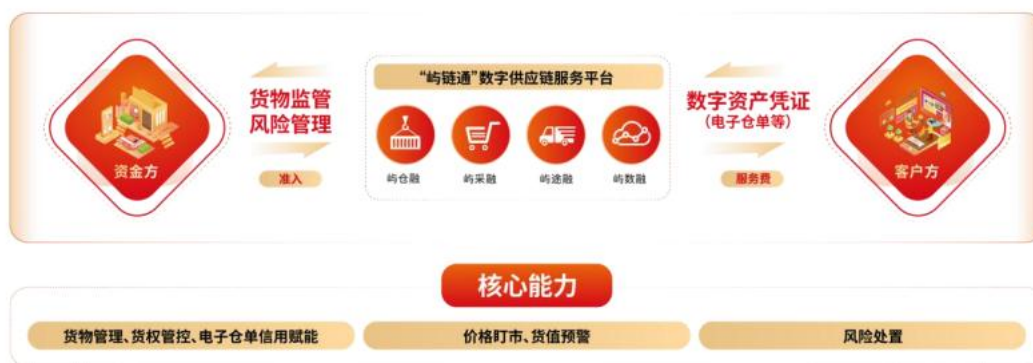 资金方
货物监管
风险管理
准入
“屿链通”数字供应链服务平台
屿仓融
屿采融
屿途融
屿数融
数字资产凭证
(电子仓单等)
服务费
客户方
核心能力
货物管理、货权管控、电子仓单信用赋能
价格盯市、货值预警
风险处置